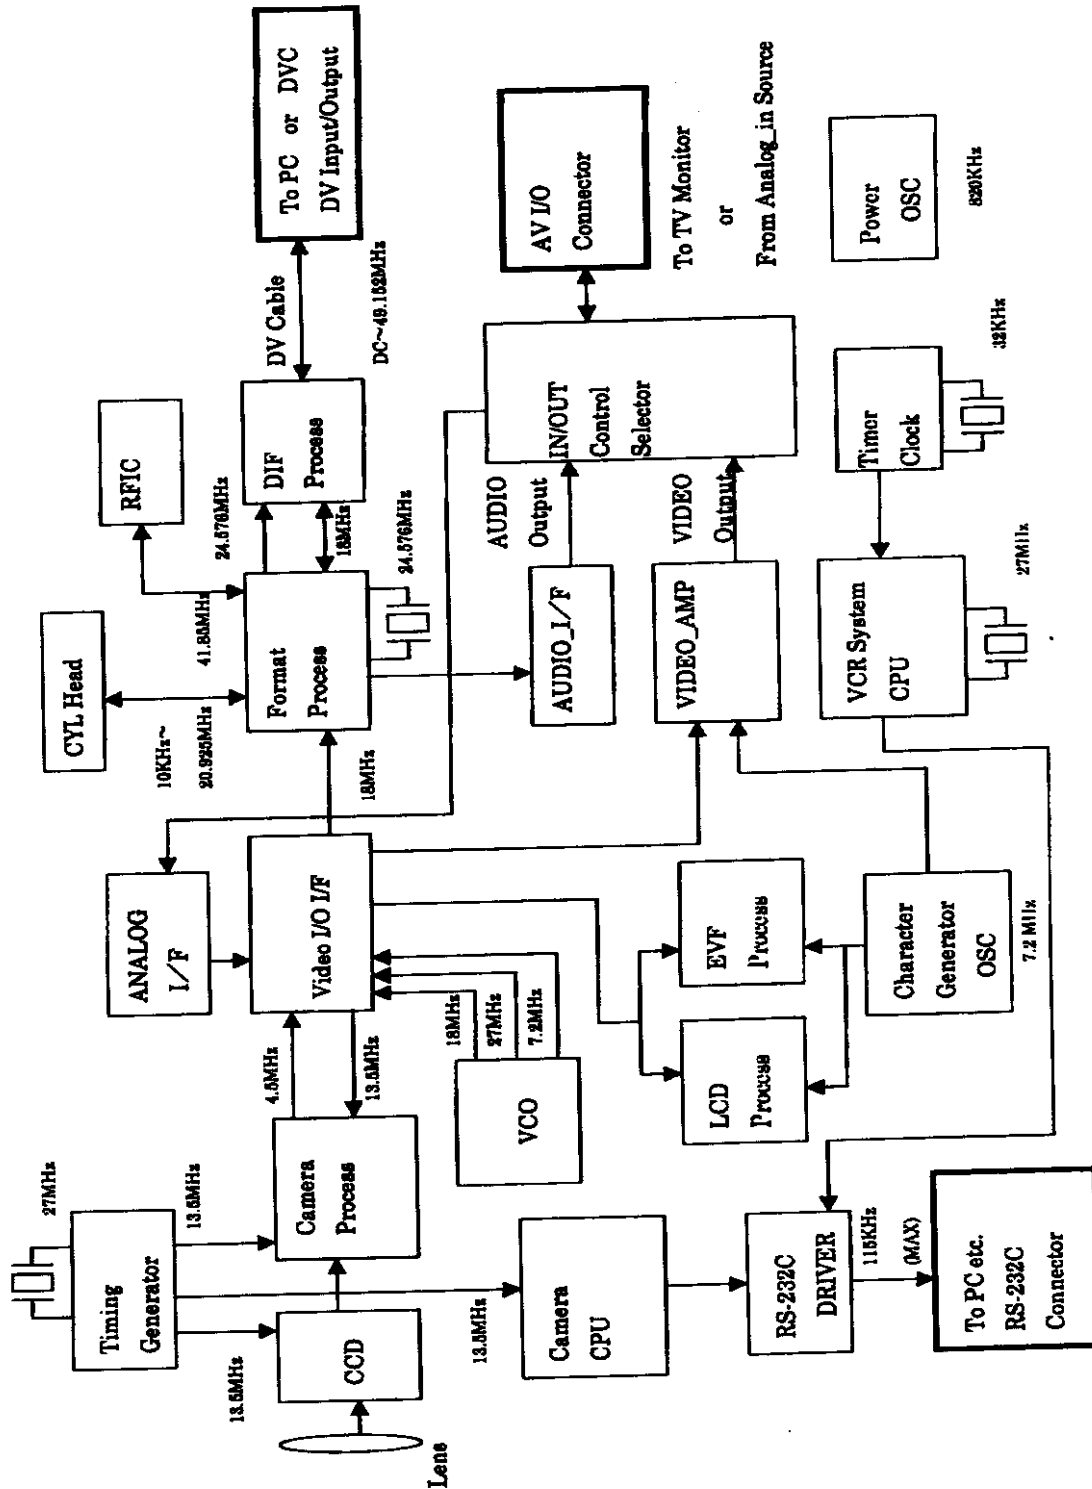 27MHz
Timing
Generator
13.5MHz
13.5MHz
13.5MHz
Lens
CCD
Camera
Process
4.5MHz
13.5MHz
ANALOG
I/F
Video I/O I/F
18MHz
27MHz
7.2MHz
VCO
18MHz
CYL Head
10KHz~
20.925MHz
RFIC
41.85MHz
Format
Process
24.576MHz
24.576MHz
18MHz
DIF
Process
DV Cable
DC~49.152MHz
To PC or DVC
DV Input/Output
AUDIO_I/F
AUDIO
Output
VIDEO_AMP
VIDEO
Output
IN/OUT
Control
Selector
AV I/O
Connector
To TV Monitor
or
From Analog_in Source
EVF
Process
LCD
Process
Character
Generator
OSC
Camera
CPU
RS-232C
DRIVER
115KHz
(MAX)
To PC etc.
RS-232C
Connector
7.2 MHz
VCR System
CPU
27MHz
Timer
Clock
32KHz
Power
OSC
820KHz